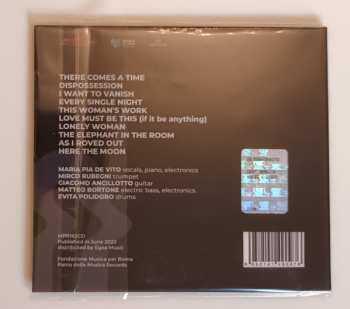 THERE COMES A TIME
DISPOSSESSION
I WANT TO VANISH
EVERY SINGLE NIGHT
THIS WOMAN'S WORK
LOVE MUST BE THIS (if it be anything)
LONELY WOMAN
THE ELEPHANT IN THE ROOM
AS I ROVED OUT
HERE THE MOON
MARIA PIA DE VITO vocals, piano, electronics
MIRCO RUBEGNI trumpet
GIACOMO ANCILLOTTO guitar
MATTEO BORTONE electric bass, electronics
EVITA POLIDORO drums
Published in June 2022
distributed by Egea Music
Fondazione Musica per Roma
Parco della Musica Records